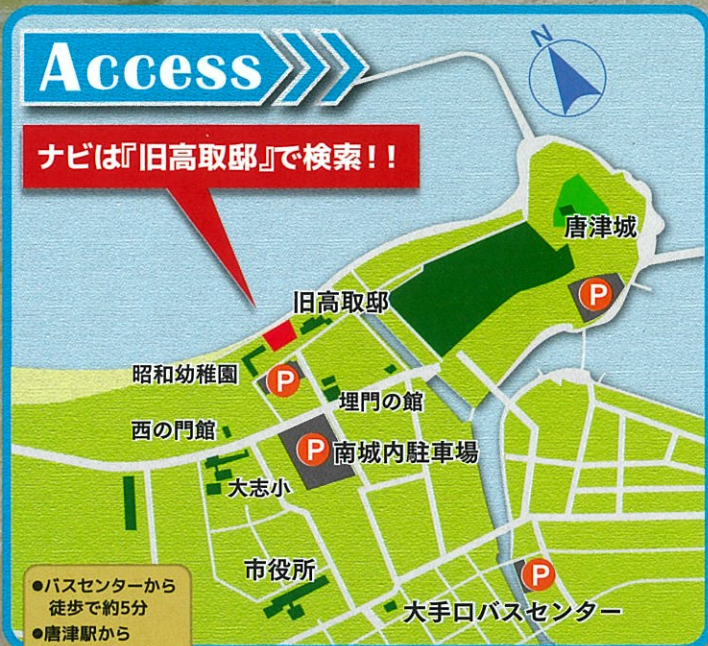 Access
N
ナビは『旧高取邸』で検索!!
唐津城
P
旧高取邸
昭和幼稚園
P
埋門の館
西の門館
P
南城内駐車場
大志小
市役所
P
大手口バスセンター
●バスセンターから
徒歩で約5分
●唐津駅から